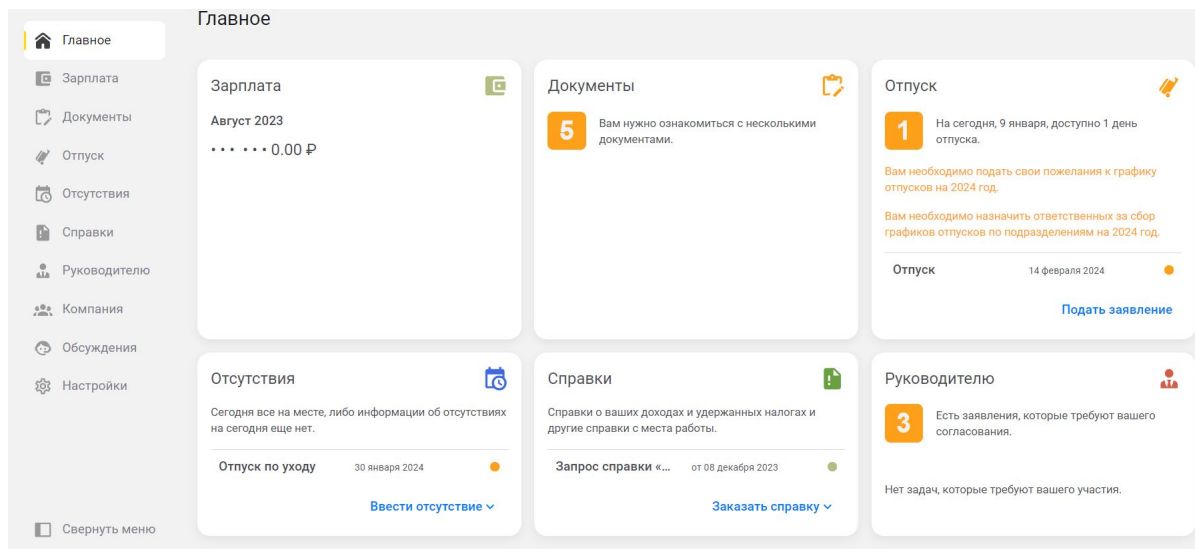 Главное
Главное
Зарплата
Документы
Отпуск
Отсутствия
Справки
Руководителю
Компания
Обсуждения
Настройки
Свернуть меню
Зарплата
Август 2023
• • • • • • 0.00 ₽
Документы
5
Вам нужно ознакомиться с несколькими
документами.
Отпуск
1
На сегодня, 9 января, доступно 1 день
отпуска.
Вам необходимо подать свои пожелания к графику
отпусков на 2024 год.
Вам необходимо назначить ответственных за сбор
графиков отпусков по подразделениям на 2024 год.
Отпуск 14 февраля 2024
Подать заявление
Отсутствия
Сегодня все на месте, либо информации об отсутствиях
на сегодня еще нет.
Отпуск по уходу 30 января 2024
Ввести отсутствие
Справки
Справки о ваших доходах и удержанных налогах и
другие справки с места работы.
Запрос справки «... от 08 декабря 2023
Заказать справку
Руководителю
3
Есть заявления, которые требуют вашего
согласования.
Нет задач, которые требуют вашего участия.